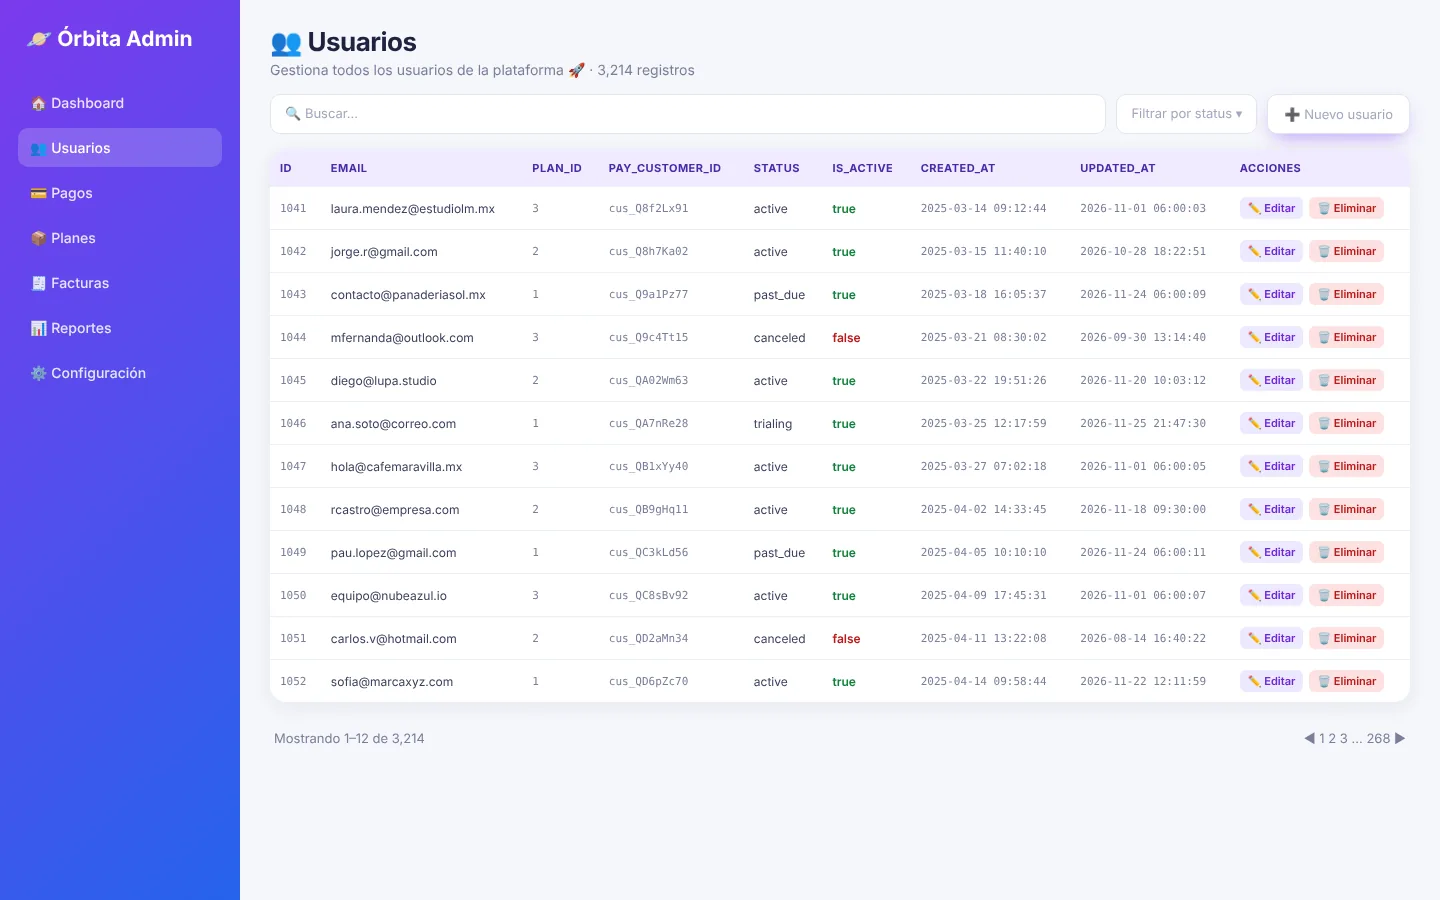 🪐 Órbita Admin
🏠 Dashboard
👥 Usuarios
💳 Pagos
📦 Planes
🧾 Facturas
📊 Reportes
⚙️ Configuración
👥 Usuarios
Gestiona todos los usuarios de la plataforma 🚀 · 3,214 registros
🔍 Buscar... Filtrar por status ▾ ➕ Nuevo usuario
ID EMAIL PLAN_ID PAY_CUSTOMER_ID STATUS IS_ACTIVE CREATED_AT UPDATED_AT ACCIONES
1041 laura.mendez@estudiolm.mx 3 cus_Q8f2Lx91 active true 2025-03-14 09:12:44 2026-11-01 06:00:03 ✏️ Editar 🗑️ Eliminar
1042 jorge.r@gmail.com 2 cus_Q8h7Ka02 active true 2025-03-15 11:40:10 2026-10-28 18:22:51 ✏️ Editar 🗑️ Eliminar
1043 contacto@panaderiasol.mx 1 cus_Q9a1Pz77 past_due true 2025-03-18 16:05:37 2026-11-24 06:00:09 ✏️ Editar 🗑️ Eliminar
1044 mfernanda@outlook.com 3 cus_Q9c4Tt15 canceled false 2025-03-21 08:30:02 2026-09-30 13:14:40 ✏️ Editar 🗑️ Eliminar
1045 diego@lupa.studio 2 cus_QA02Wm63 active true 2025-03-22 19:51:26 2026-11-20 10:03:12 ✏️ Editar 🗑️ Eliminar
1046 ana.soto@correo.com 1 cus_QA7nRe28 trialing true 2025-03-25 12:17:59 2026-11-25 21:47:30 ✏️ Editar 🗑️ Eliminar
1047 hola@cafemaravilla.mx 3 cus_QB1xYy40 active true 2025-03-27 07:02:18 2026-11-01 06:00:05 ✏️ Editar 🗑️ Eliminar
1048 rcastro@empresa.com 2 cus_QB9gHq11 active true 2025-04-02 14:33:45 2026-11-18 09:30:00 ✏️ Editar 🗑️ Eliminar
1049 pau.lopez@gmail.com 1 cus_QC3kLd56 past_due true 2025-04-05 10:10:10 2026-11-24 06:00:11 ✏️ Editar 🗑️ Eliminar
1050 equipo@nubeazul.io 3 cus_QC8sBv92 active true 2025-04-09 17:45:31 2026-11-01 06:00:07 ✏️ Editar 🗑️ Eliminar
1051 carlos.v@hotmail.com 2 cus_QD2aMn34 canceled false 2025-04-11 13:22:08 2026-08-14 16:40:22 ✏️ Editar 🗑️ Eliminar
1052 sofia@marcaxyz.com 1 cus_QD6pZc70 active true 2025-04-14 09:58:44 2026-11-22 12:11:59 ✏️ Editar 🗑️ Eliminar
Mostrando 1–12 de 3,214 ◀ 1 2 3 ... 268 ▶